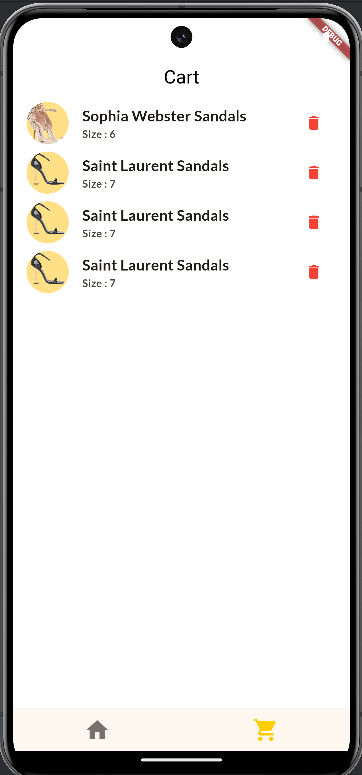 DEBUG
Cart
Sophia Webster Sandals
Size : 6
Saint Laurent Sandals
Size : 7
Saint Laurent Sandals
Size : 7
Saint Laurent Sandals
Size : 7